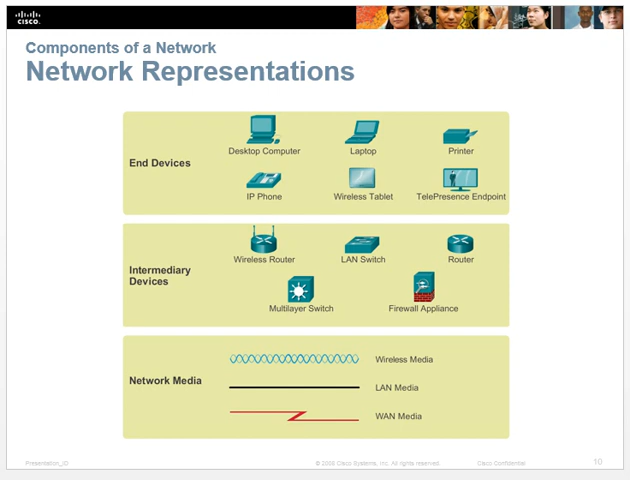 CISCO.
Components of a Network
Network Representations
End Devices
Desktop Computer
Laptop
Printer
IP Phone
Wireless Tablet
TelePresence Endpoint
Intermediary
Devices
Wireless Router
LAN Switch
Router
Multilayer Switch
Firewall Appliance
Network Media
Wireless Media
LAN Media
WAN Media
Presentation_ID
© 2008 Cisco Systems, Inc. All rights reserved.
Cisco Confidential
10